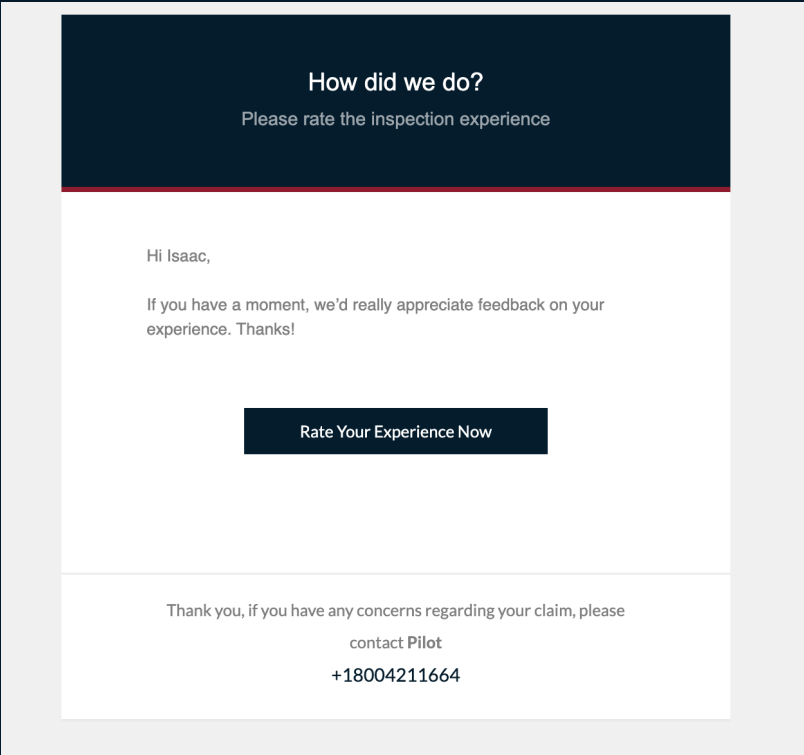 How did we do?
Please rate the inspection experience
Hi Isaac,
If you have a moment, we’d really appreciate feedback on your
experience. Thanks!
Rate Your Experience Now
Thank you, if you have any concerns regarding your claim, please
contact Pilot
+18004211664